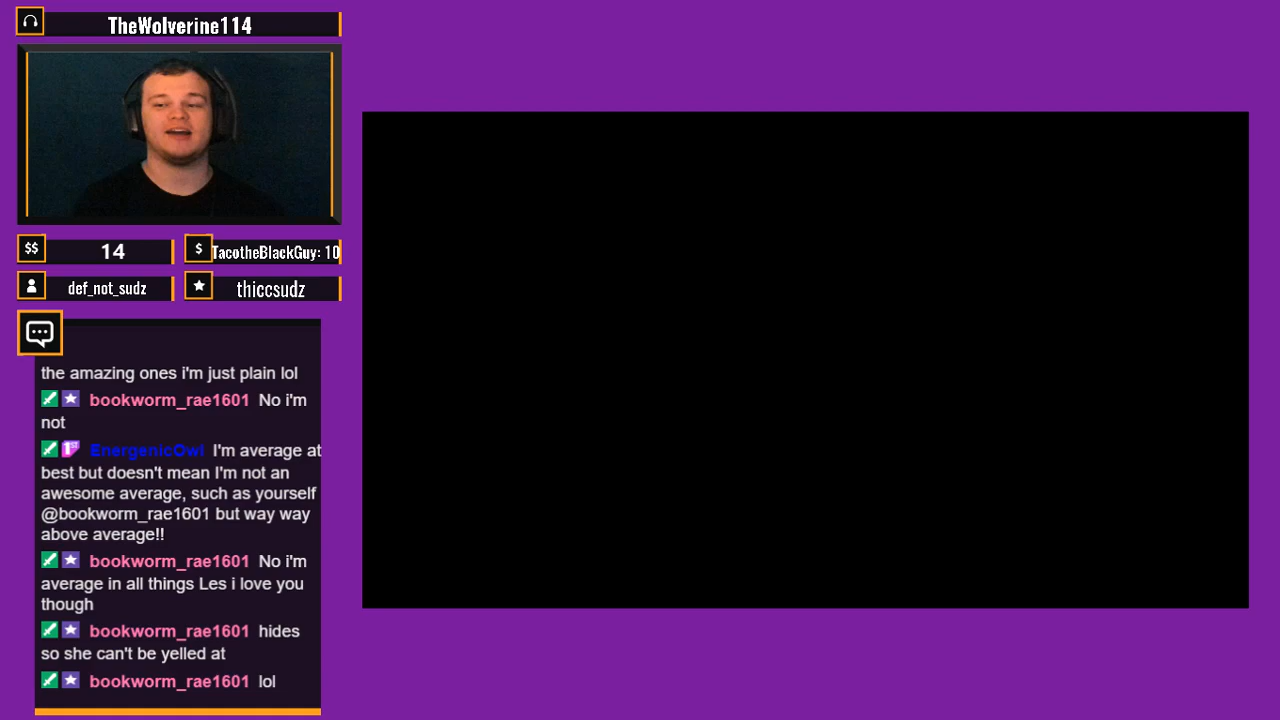 TheWolverine114
$$ 14
$ TacotheBlackGuy: 10
def_not_sudz
thiccsudz
the amazing ones i'm just plain lol
bookworm_rae1601 No i'm
not
1ST EnergenicOwl I'm average at
best but doesn't mean I'm not an
awesome average, such as yourself
@bookworm_rae1601 but way way
above average!!
bookworm_rae1601 No i'm
average in all things Les i love you
though
bookworm_rae1601 hides
so she can't be yelled at
bookworm_rae1601 lol